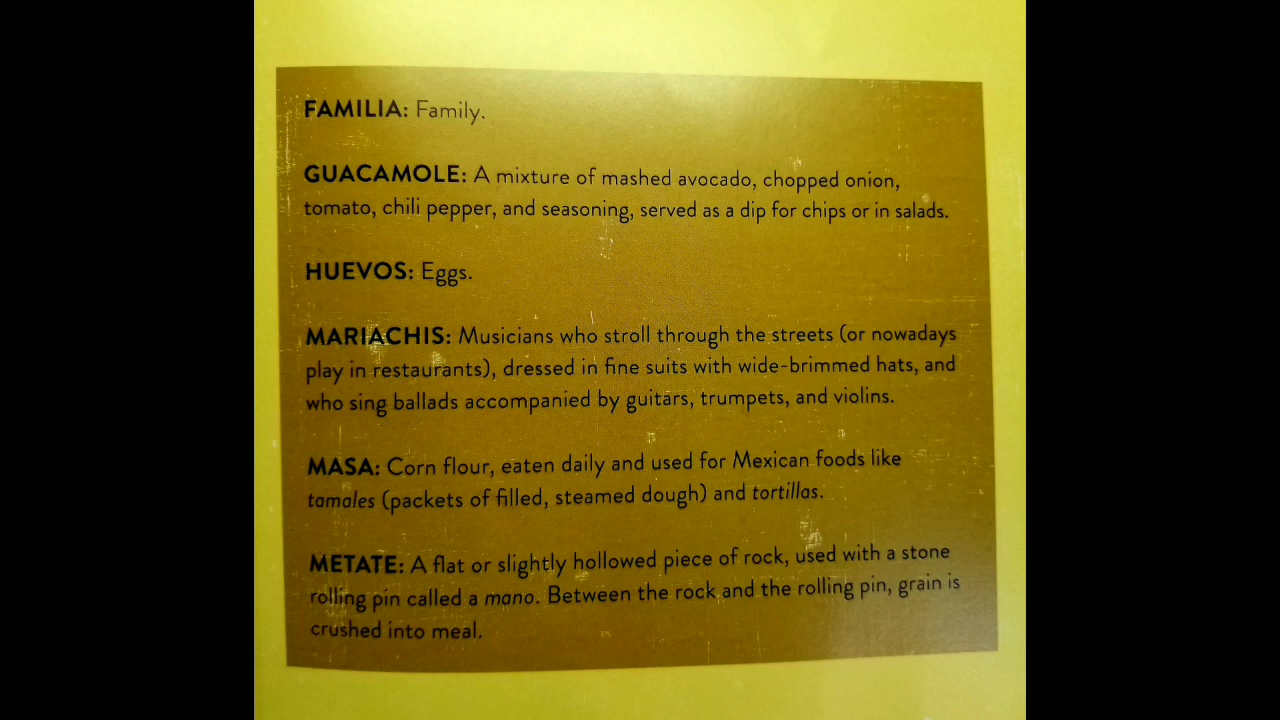 FAMILIA: Family.
GUACAMOLE: A mixture of mashed avocado, chopped onion,
tomato, chili pepper, and seasoning, served as a dip for chips or in salads.
HUEVOS: Eggs.
MARIACHIS: Musicians who stroll through the streets (or nowadays
play in restaurants), dressed in fine suits with wide-brimmed hats, and
who sing ballads accompanied by guitars, trumpets, and violins.
MASA: Corn flour, eaten daily and used for Mexican foods like
tamales (packets of filled, steamed dough) and tortillas.
METATE: A flat or slightly hollowed piece of rock, used with a stone
rolling pin called a mano. Between the rock and the rolling pin, grain is
crushed into meal.